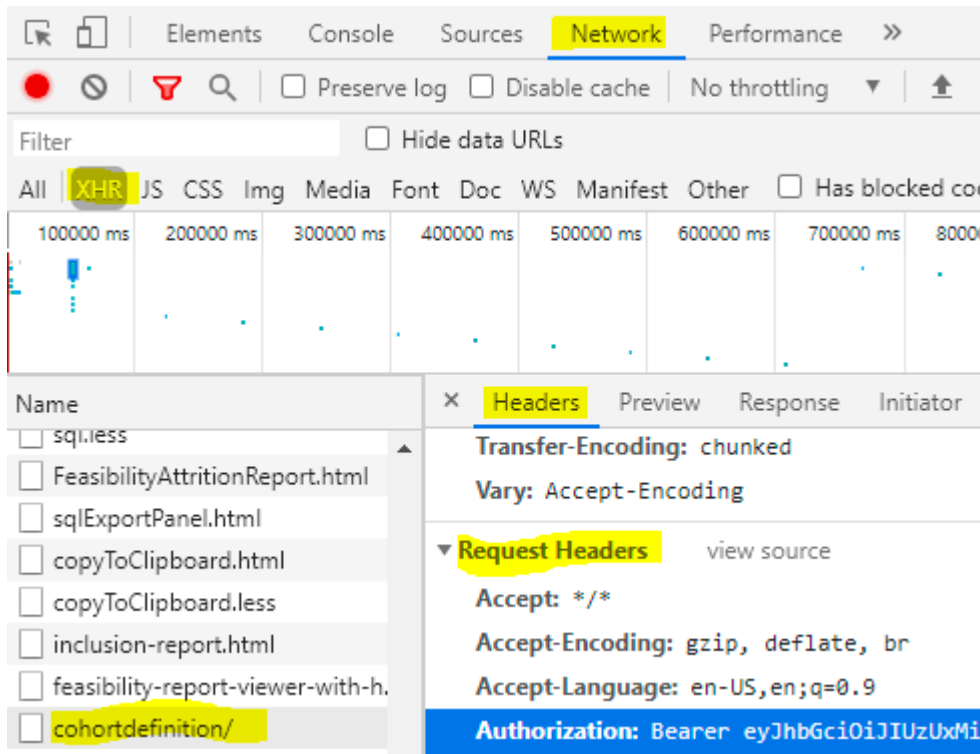 Elements Console Sources Network Performance »
Preserve log Disable cache No throttling ▼
Filter Hide data URLs
All XHR JS CSS Img Media Font Doc WS Manifest Other Has blocked coo
100000 ms 200000 ms 300000 ms 400000 ms 500000 ms 600000 ms 700000 ms 80000
Name × Headers Preview Response Initiator
sql.less
Transfer-Encoding: chunked
FeasibilityAttritionReport.html
Vary: Accept-Encoding
sqlExportPanel.html
▼ Request Headers view source
copyToClipboard.html
Accept: */*
copyToClipboard.less
Accept-Encoding: gzip, deflate, br
inclusion-report.html
Accept-Language: en-US,en;q=0.9
feasibility-report-viewer-with-h.
cohortdefinition/
Authorization: Bearer eyJhbGciOiJIUzUxMi